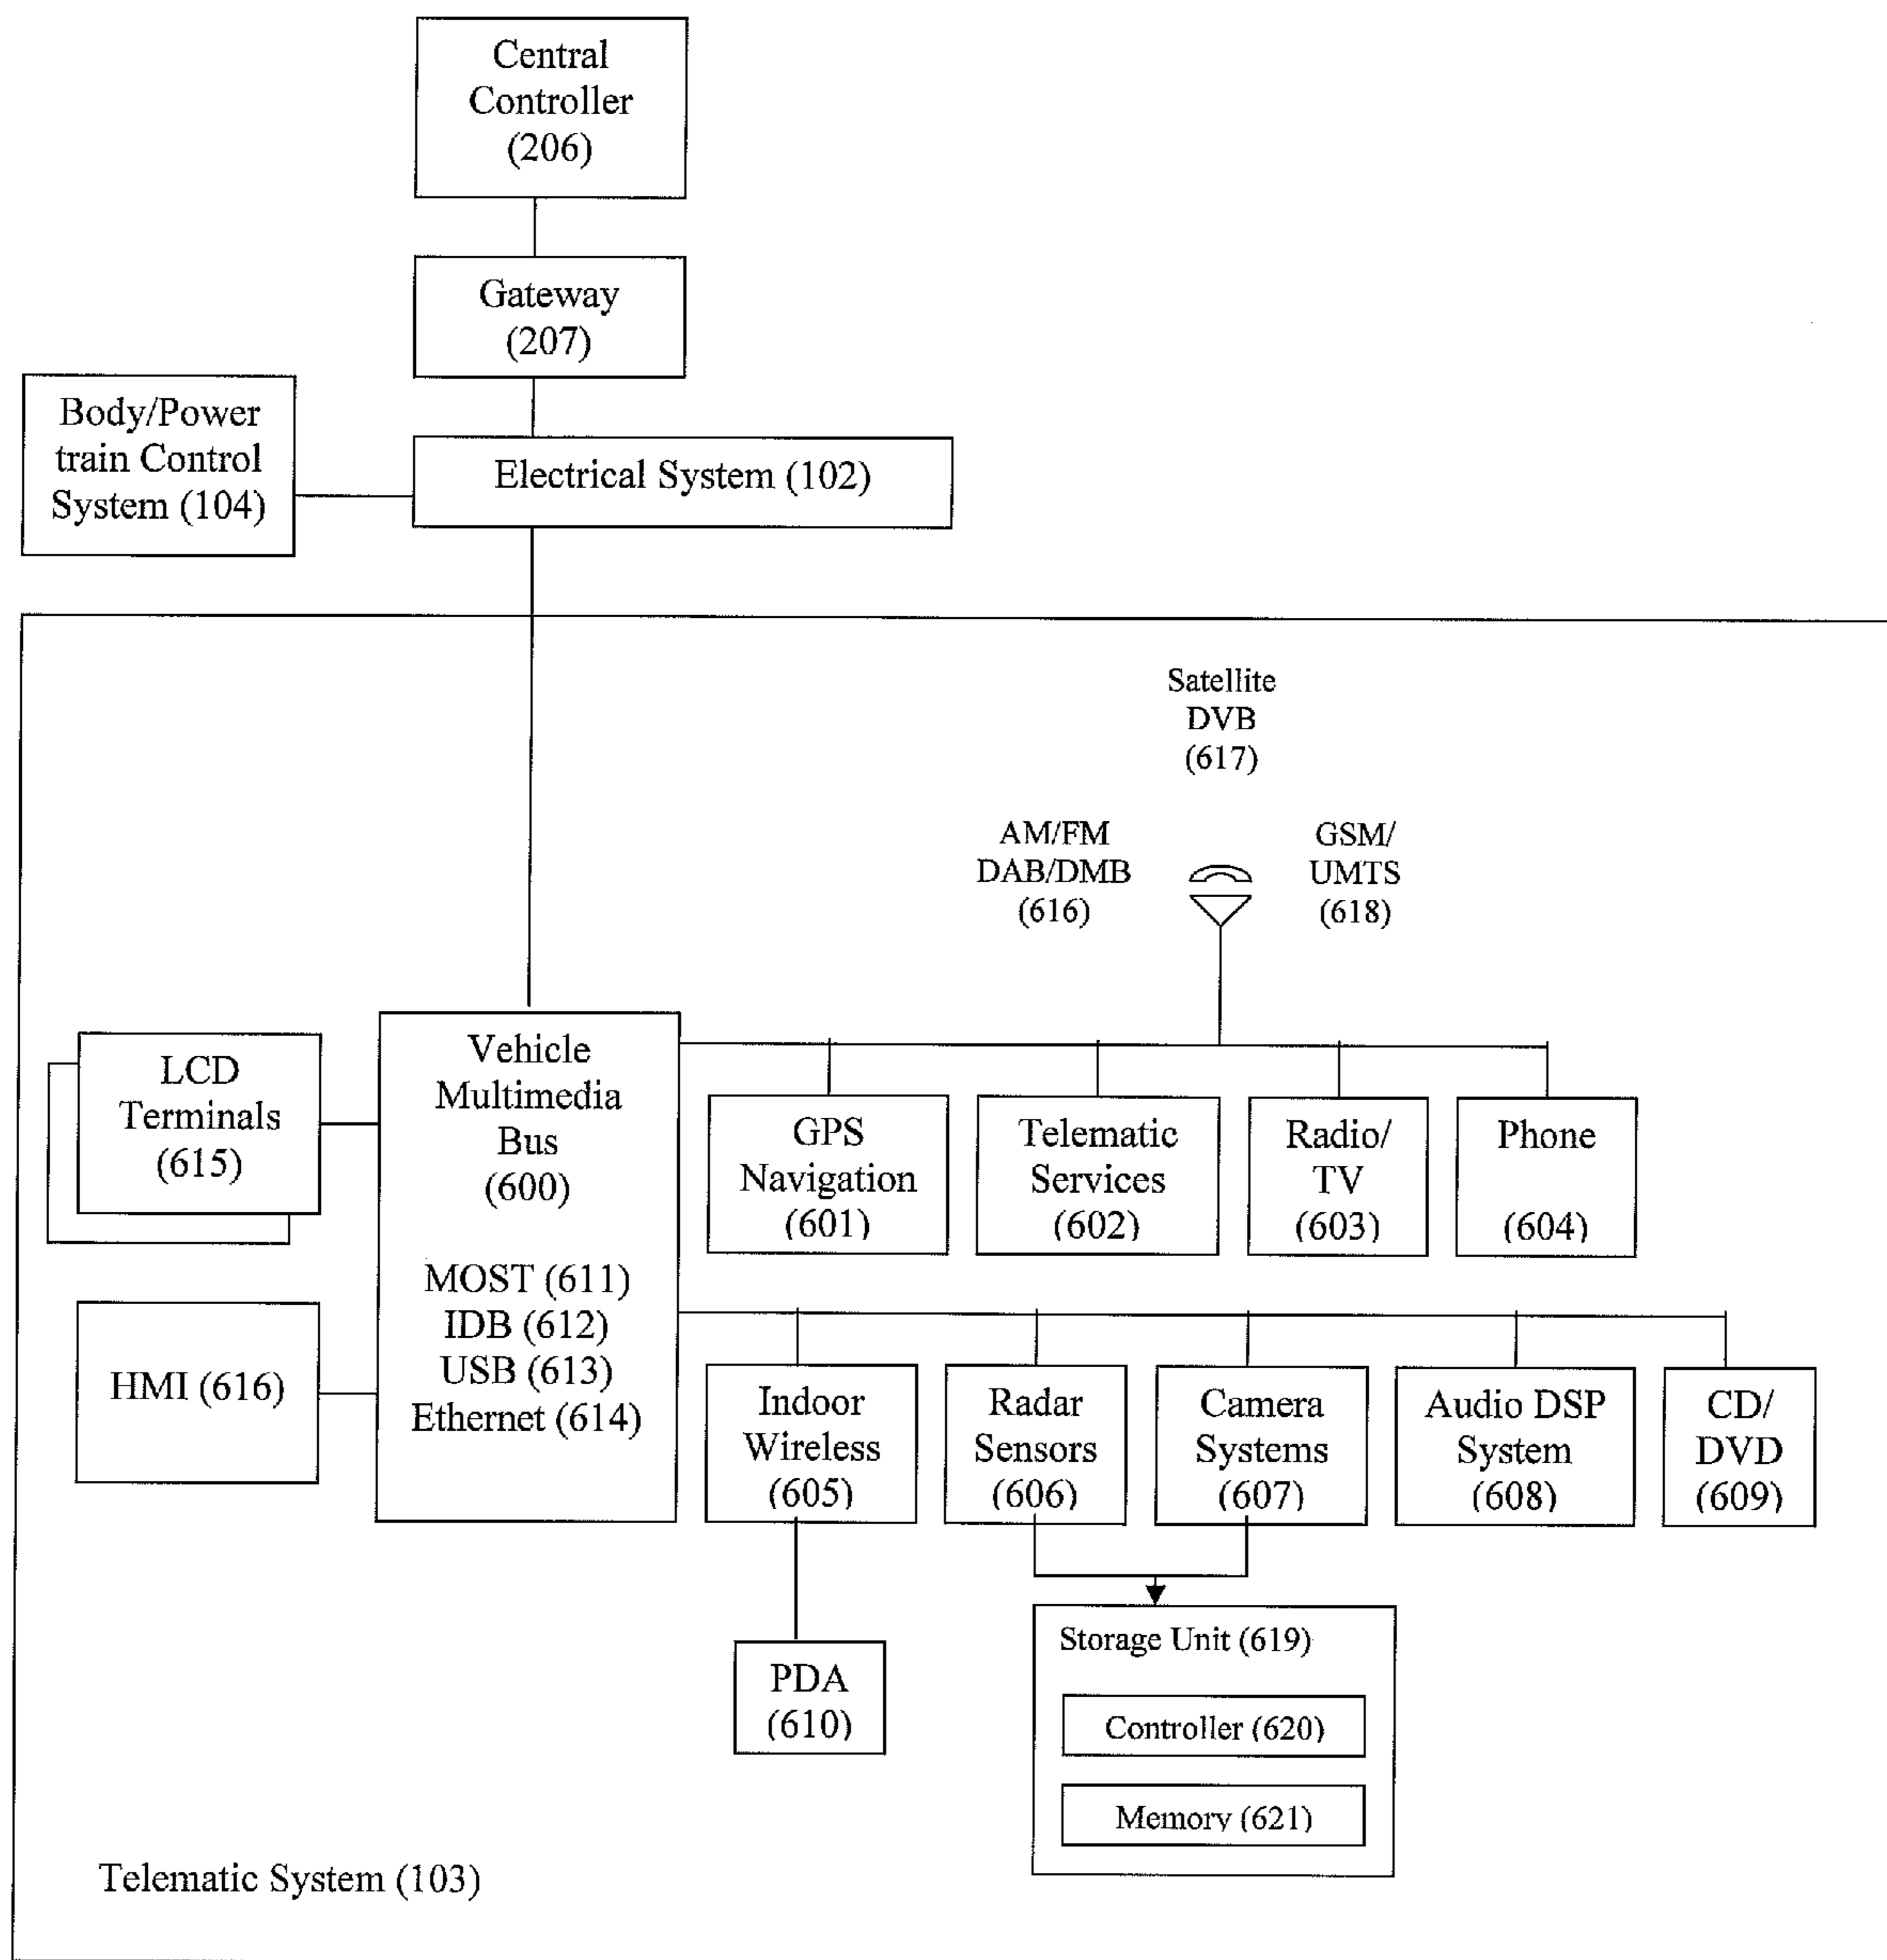 Central
Controller
(206)
Gateway
(207)
Body/Power
train Control
System (104)
Electrical System (102)
Satellite
DVB
(617)
AM/FM
DAB/DMB
(616)
GSM/
UMTS
(618)
LCD
Terminals
(615)
Vehicle
Multimedia
Bus
(600)
MOST (611)
IDB (612)
USB (613)
Ethernet (614)
GPS
Navigation
(601)
Telematic
Services
(602)
Radio/
TV
(603)
Phone
(604)
HMI (616)
Indoor
Wireless
(605)
Radar
Sensors
(606)
Camera
Systems
(607)
Audio DSP
System
(608)
CD/
DVD
(609)
PDA
(610)
Storage Unit (619)
Controller (620)
Memory (621)
Telematic System (103)